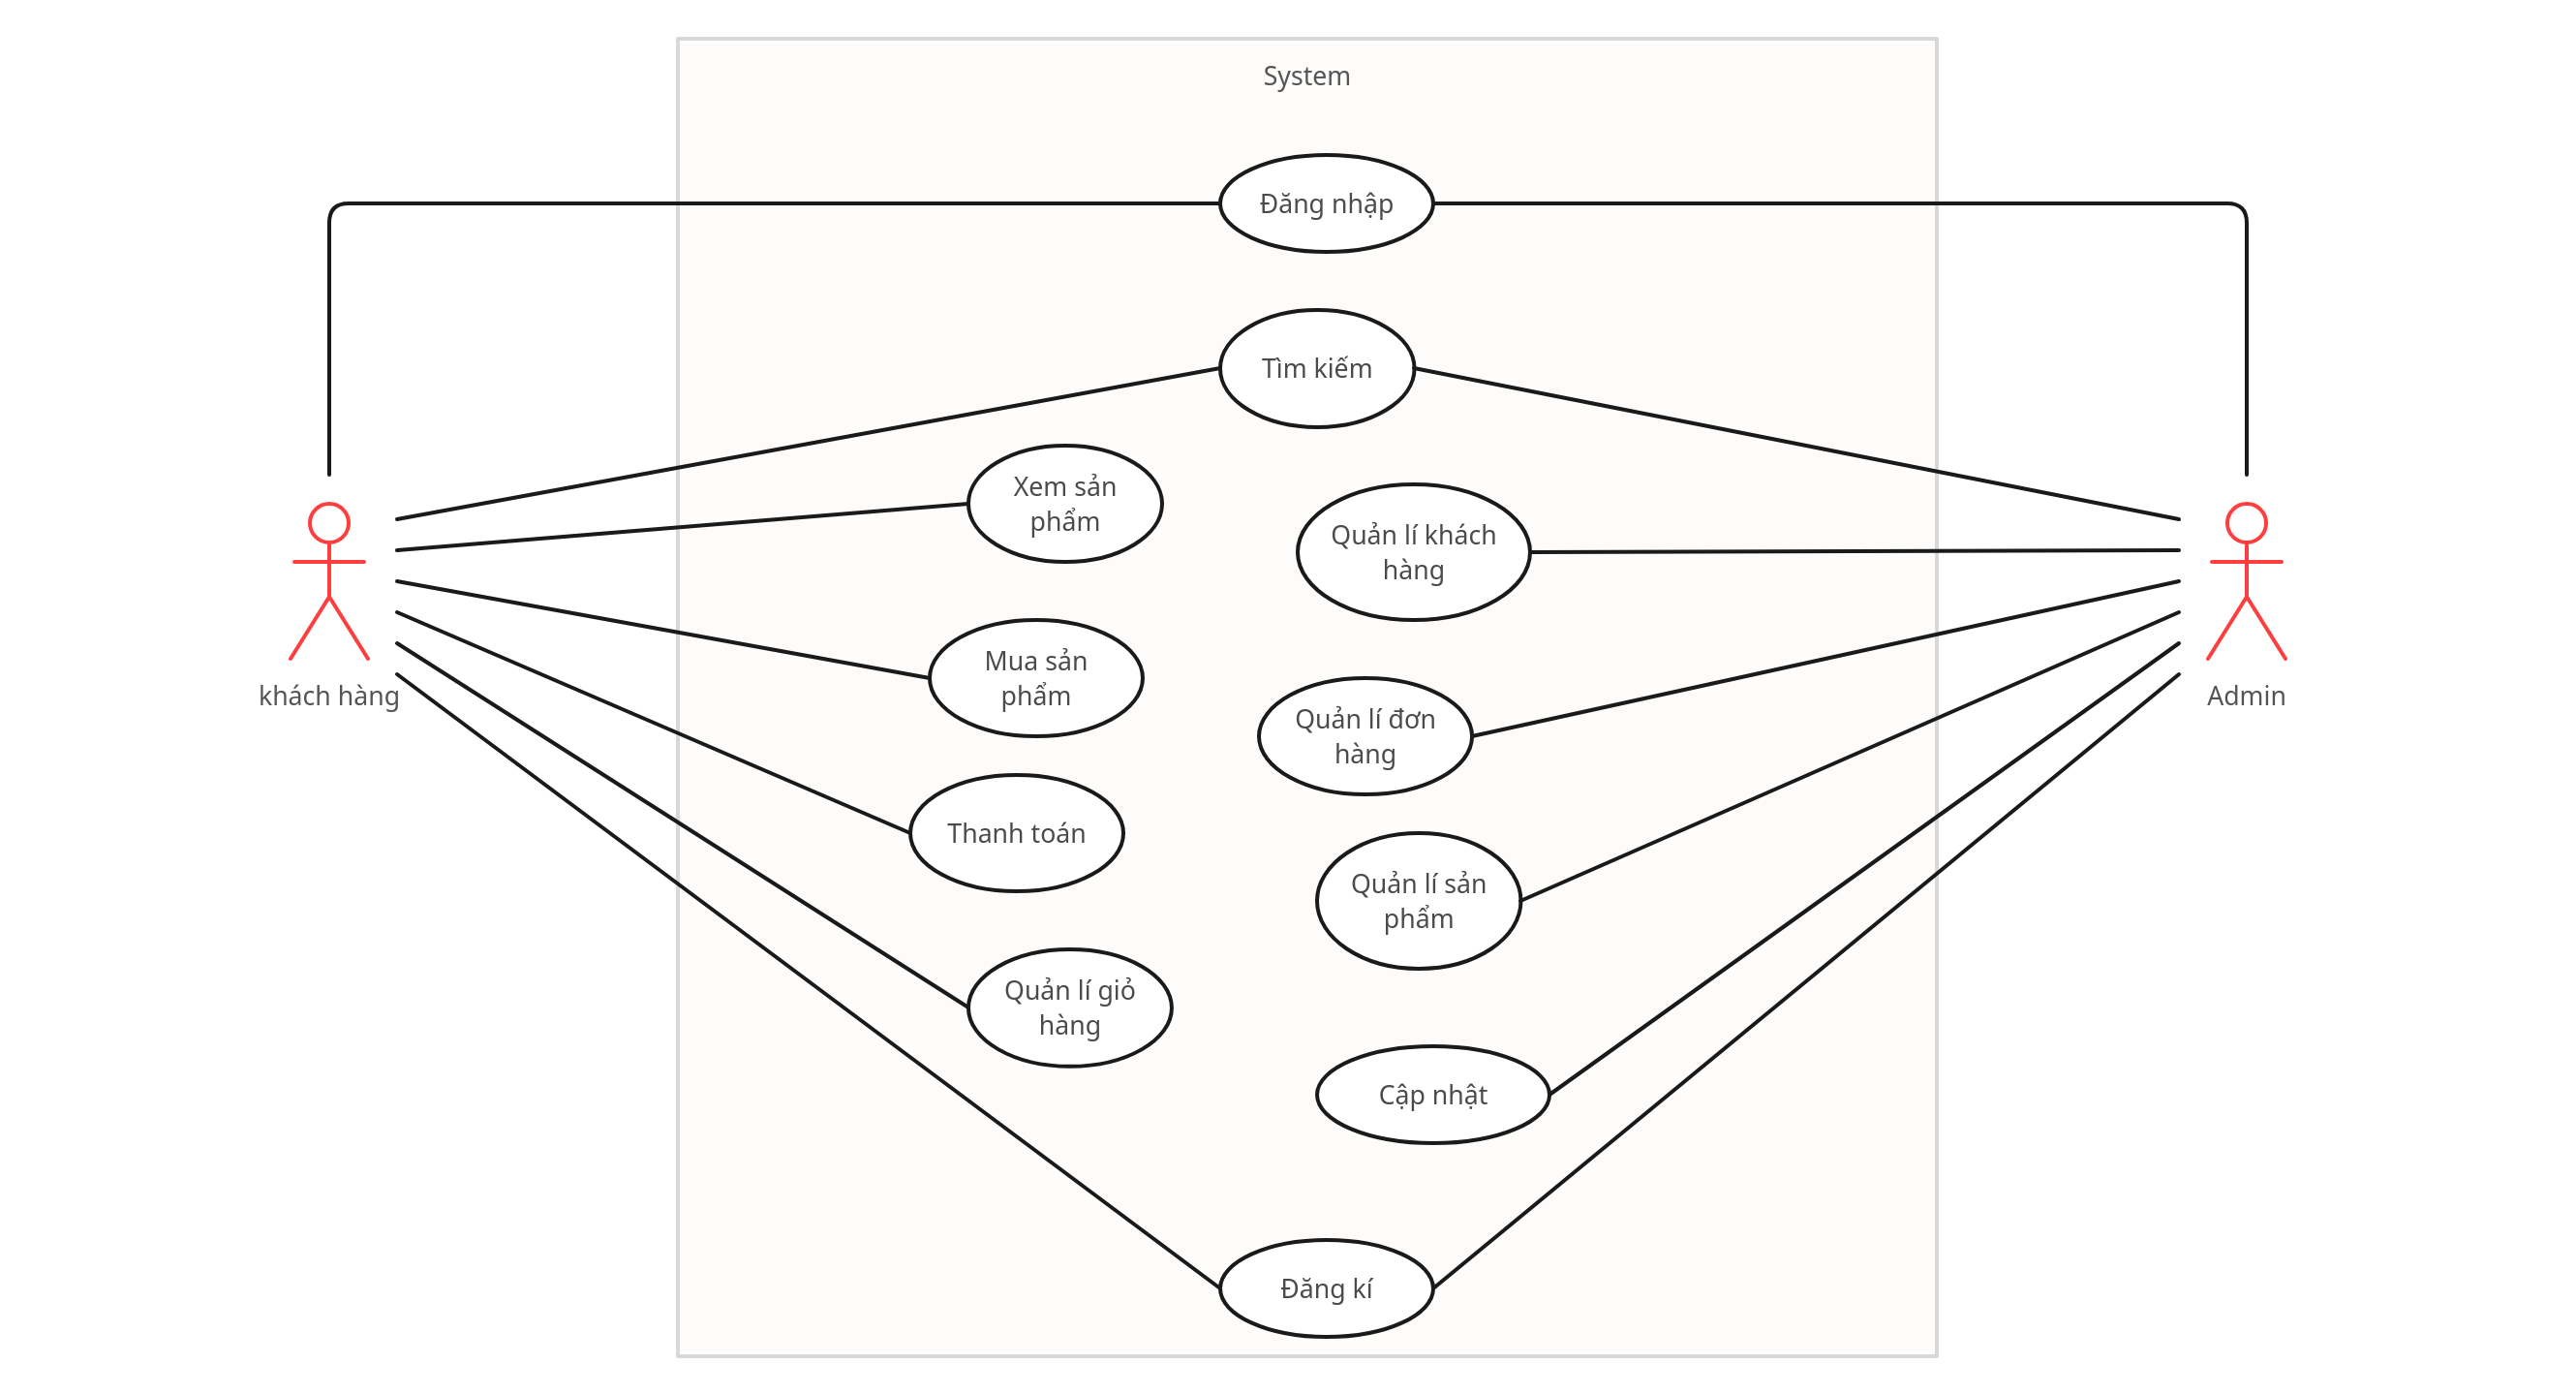 System
Đăng nhập
Tìm kiếm
Xem sản
phẩm
Quản lí khách
hàng
Mua sản
phẩm
khách hàng
Admin
Quản lí đơn
hàng
Thanh toán
Quản lí sản
phẩm
Quản lí giỏ
hàng
Cập nhật
Đăng kí